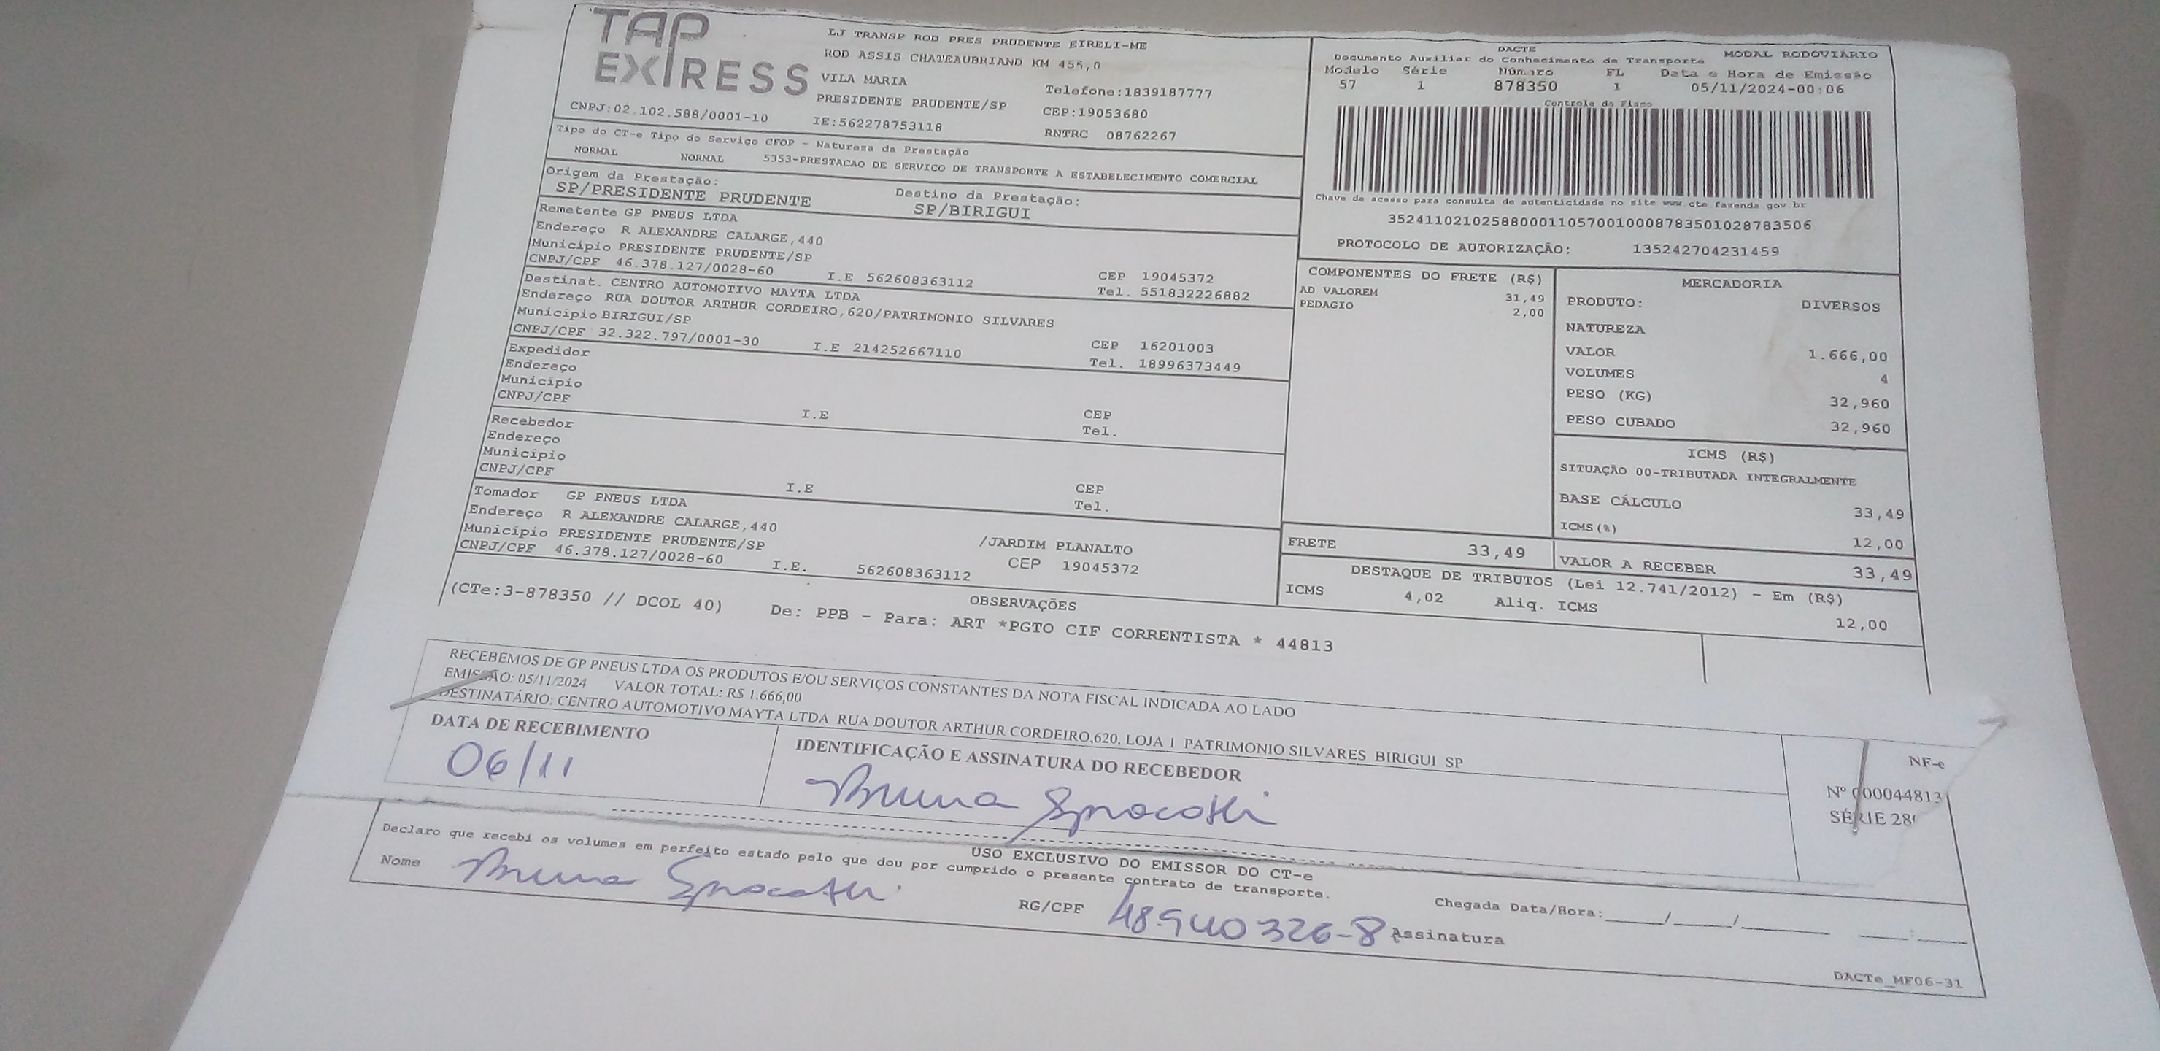 TAP EXPRESS
LJ TRANSP ROD PRES PRUDENTE EIRELI-ME
ROD ASSIS CHATEAUBRIAND KM 455,0
VILA MARIA
Telefone:1839187777
PRESIDENTE PRUDENTE/SP CEP:19053680
CNPJ:02.102.588/0001-10 IE:562278753118 RNTRC 08762267
DACTE MODAL RODOVIÁRIO
Documento Auxiliar do Conhecimento de Transporte
Modelo Série Número FL Data e Hora de Emissão
57 1 878350 1 05/11/2024-00:06
Controle do Fisco
Chave de acesso para consulta de autenticidade no site www cte fazenda gov br
35241102102588000110570010008783501028783506
PROTOCOLO DE AUTORIZAÇÃO: 135242704231459
Tipo do CT-e Tipo do Serviço CFOP - Natureza da Prestação
NORMAL NORMAL 5353-PRESTACAO DE SERVICO DE TRANSPORTE A ESTABELECIMENTO COMERCIAL
Origem da Prestação: Destino da Prestação:
SP/PRESIDENTE PRUDENTE SP/BIRIGUI
Remetente GP PNEUS LTDA
Endereço R ALEXANDRE CALARGE,440
Município PRESIDENTE PRUDENTE/SP CEP 19045372
CNPJ/CPF 46.378.127/0028-60 I.E 562608363112 Tel. 551832226882
Destinat. CENTRO AUTOMOTIVO MAYTA LTDA
Endereço RUA DOUTOR ARTHUR CORDEIRO,620/PATRIMONIO SILVARES
Município BIRIGUI/SP CEP 16201003
CNPJ/CPF 32.322.797/0001-30 I.E 214252667110 Tel. 18996373449
Expedidor
Endereço
Município CEP
CNPJ/CPF I.E Tel.
Recebedor
Endereço
Município CEP
CNPJ/CPF I.E Tel.
Tomador GP PNEUS LTDA
Endereço R ALEXANDRE CALARGE,440 /JARDIM PLANALTO
Município PRESIDENTE PRUDENTE/SP CEP 19045372
CNPJ/CPF 46.378.127/0028-60 I.E. 562608363112
COMPONENTES DO FRETE (R$)
AD VALOREM 31,49
PEDAGIO 2,00
MERCADORIA
PRODUTO: DIVERSOS
NATUREZA
VALOR 1.666,00
VOLUMES 4
PESO (KG) 32,960
PESO CUBADO 32,960
ICMS (R$)
SITUAÇÃO 00-TRIBUTADA INTEGRALMENTE
BASE CÁLCULO 33,49
ICMS(%) 12,00
FRETE 33,49 VALOR A RECEBER 33,49
DESTAQUE DE TRIBUTOS (Lei 12.741/2012) - Em (R$)
ICMS 4,02 Aliq. ICMS 12,00
OBSERVAÇÕES
(CTe:3-878350 // DCOL 40) De: PPB - Para: ART *PGTO CIF CORRENTISTA * 44813
RECEBEMOS DE GP PNEUS LTDA OS PRODUTOS E/OU SERVIÇOS CONSTANTES DA NOTA FISCAL INDICADA AO LADO
EMISSÃO: 05/11/2024 VALOR TOTAL: R$ 1.666,00
DESTINATÁRIO: CENTRO AUTOMOTIVO MAYTA LTDA RUA DOUTOR ARTHUR CORDEIRO,620, LOJA 1 PATRIMONIO SILVARES BIRIGUI SP
DATA DE RECEBIMENTO IDENTIFICAÇÃO E ASSINATURA DO RECEBEDOR
06/11 Bruna
NF-e
Nº 000044813
SÉRIE 28
USO EXCLUSIVO DO EMISSOR DO CT-e
Declaro que recebi os volumes em perfeito estado pelo que dou por cumprido o presente contrato de transporte.
Nome Bruna RG/CPF 48.940326-8 Assinatura Chegada Data/Hora:____/____/____ ____:____
DACTe_MF06-31